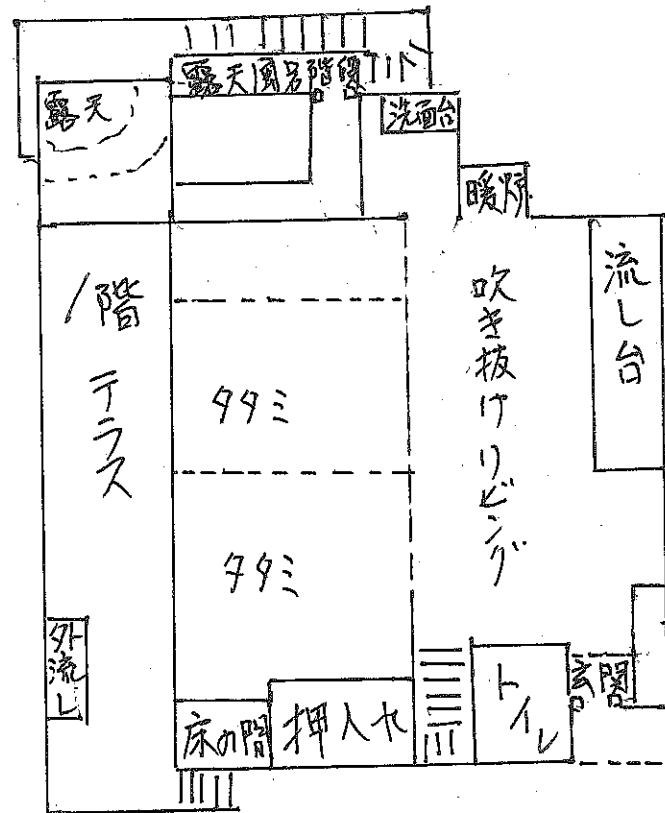 露天風呂階段
露天
洗面台
暖炉
1階
テラス
タタミ
吹き抜けリビング
流し台
タタミ
外流し
床の間
押入れ
トイレ
玄関